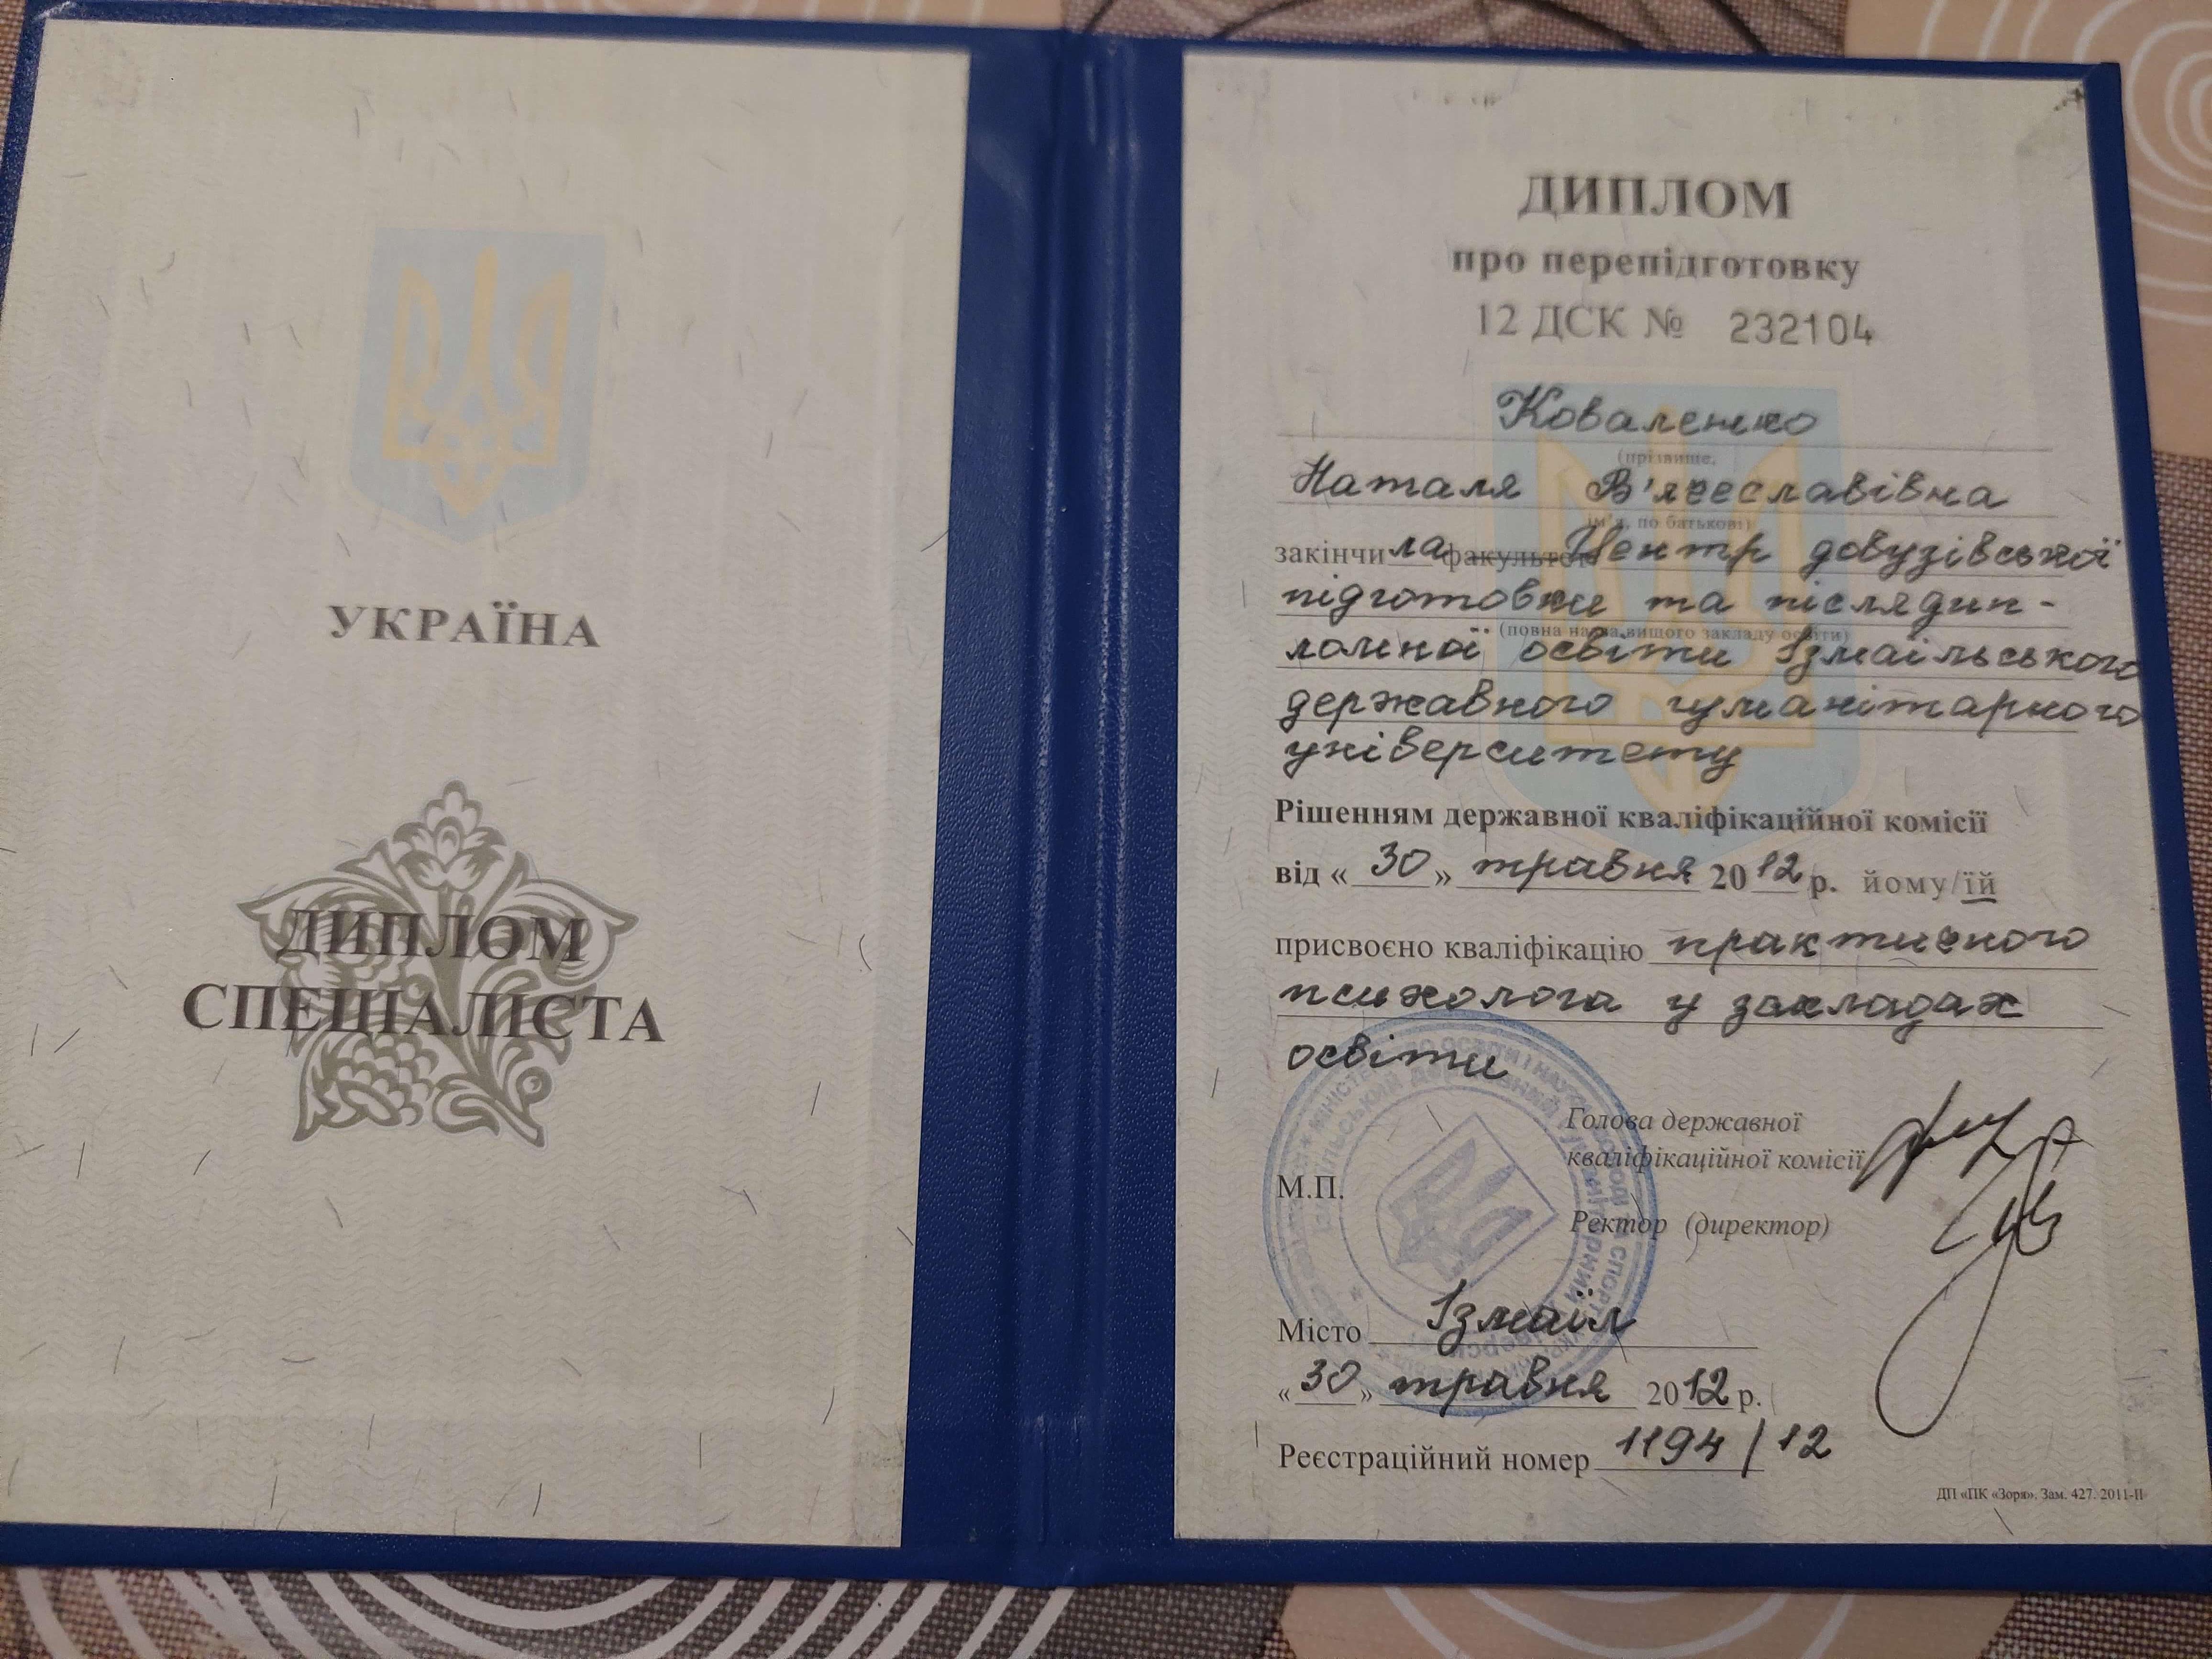 УКРАЇНА
ДИПЛОМ
СПЕЦІАЛІСТА
ДИПЛОМ
про перепідготовку
12 ДСК № 232104
Коваленко
(прізвище,
Наталя В'ячеславівна
ім'я, по батькові)
закінчила факультет Центр довузівської
підготовки та післядип-
(повна назва вищого закладу освіти)
ломної освіти Ізмаїльського
державного гуманітарного
університету
Рішенням державної кваліфікаційної комісії
від « 30 » травня 2012 р. йому/їй
присвоєно кваліфікацію практичного
психолога у закладах
освіти
Голова державної
кваліфікаційної комісії
М.П.
Ректор (директор)
Місто Ізмаїл
« 30 » травня 2012 р.
Реєстраційний номер 1194/12
ДП «ПК «Зоря». Зам. 427. 2011-ІІ